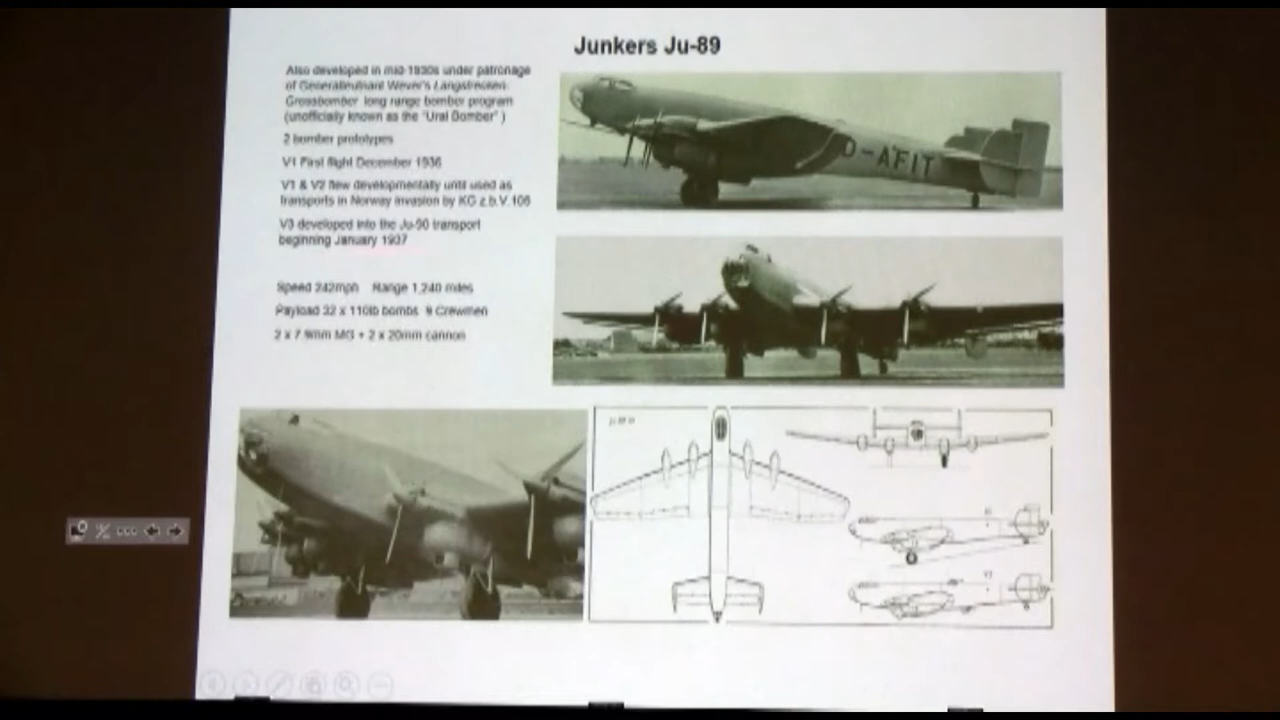 Junkers Ju-89
Also developed in mid-1930s under patronage
of Generalleutnant Wever's Langstrecken-
Grossbomber long range bomber program
(unofficially known as the "Ural Bomber" )
2 bomber prototypes
V1 First flight December 1936
V1 & V2 flew developmentally until used as
transports in Norway invasion by KG z.b.V.105
V3 developed into the Ju-90 transport
beginning January 1937
Speed 242mph Range 1,240 miles
Payload 32 x 110lb bombs 9 Crewmen
2 x 7.9mm MG + 2 x 20mm cannon
D-AFIT